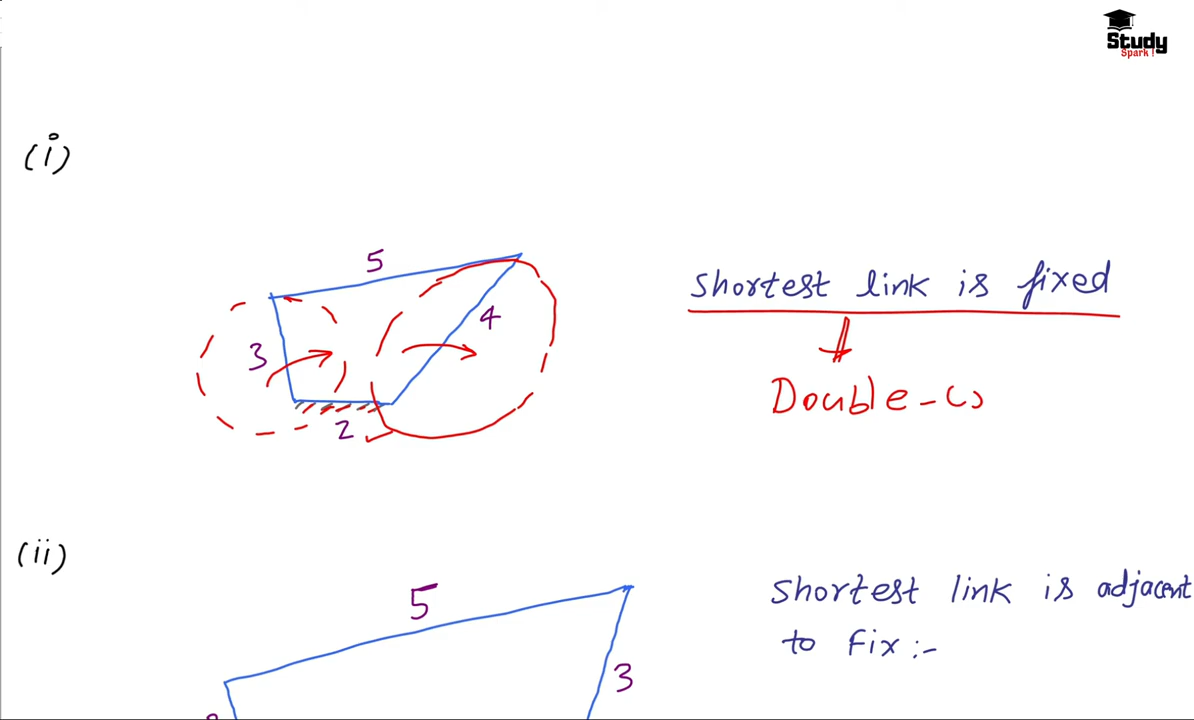 Study
Spark!
(i)
5
3
4
2
Shortest link is fixed
Double-
(ii)
5
3
Shortest link is adjacent
to Fix :-